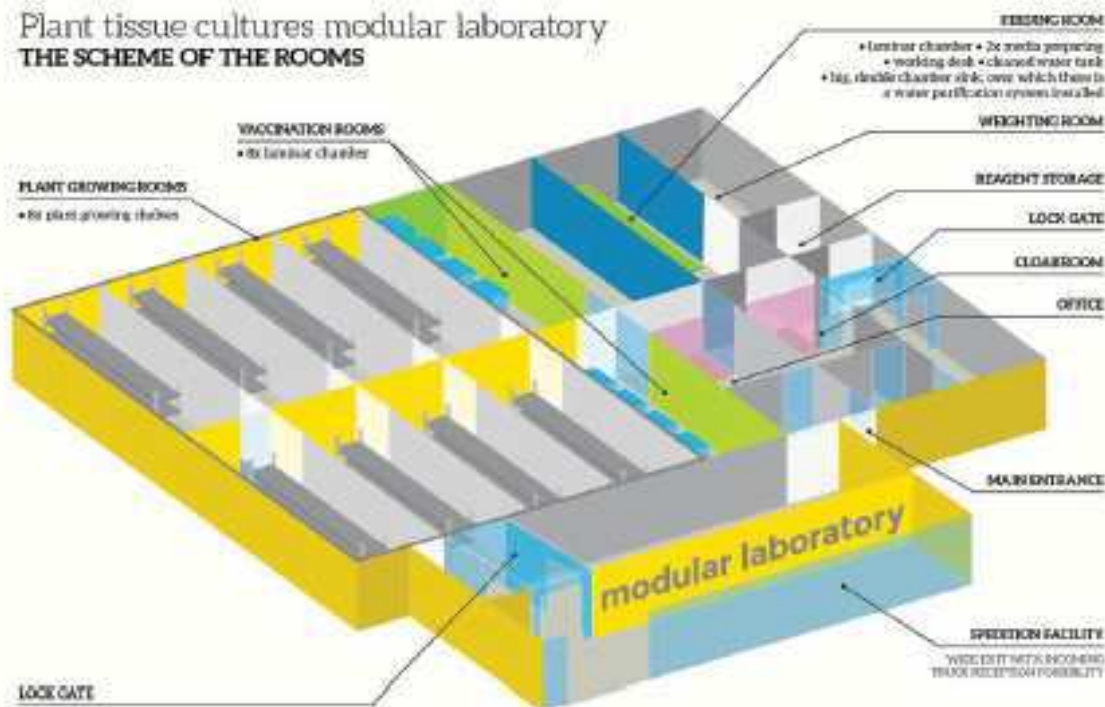 Plant tissue cultures modular laboratory
THE SCHEME OF THE ROOMS
FEEDING ROOM
• laminar chamber • 2x media preparing
• working desk • cleaned water tank
• big, double chamber sink, over which there is
a water purification system installed
WEIGHTING ROOM
VACCINATION ROOMS
• 8x laminar chamber
REAGENT STORAGE
PLANT GROWING ROOMS
• 8x plant growing shelves
LOCK GATE
CLOAKROOM
OFFICE
MAIN ENTRANCE
modular laboratory
SPEDITION FACILITY
WIDE EXIT WITH INCOMING
TRUCK RECEPTION POSSIBILITY
LOCK GATE